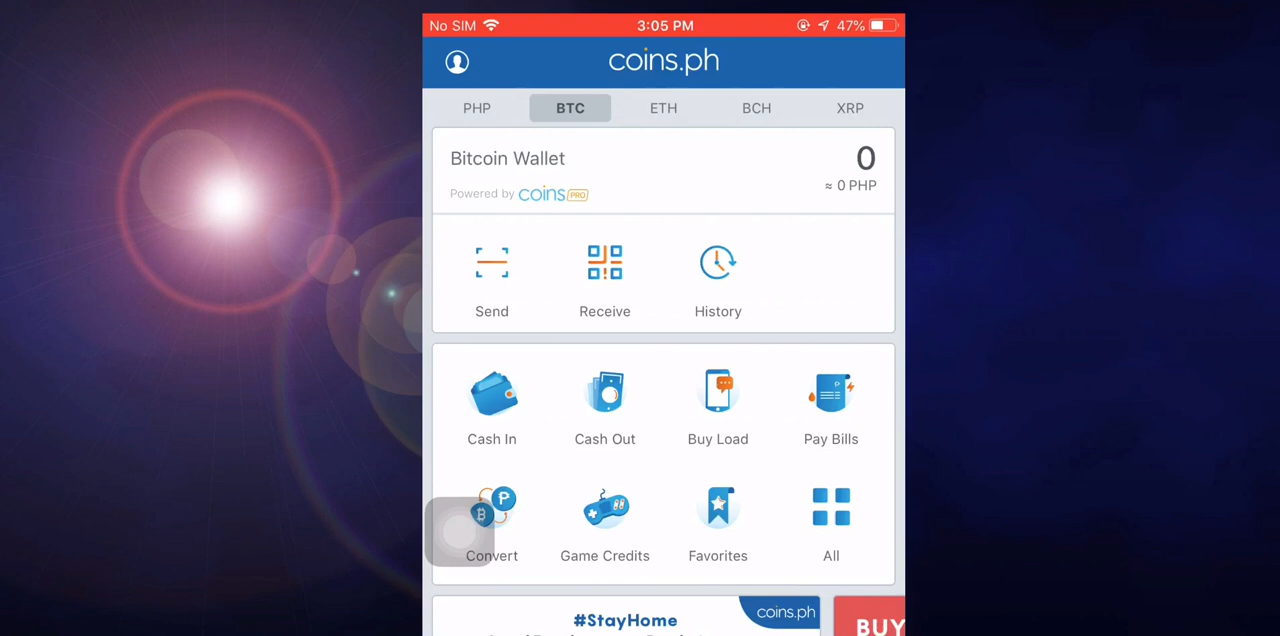 No SIM 3:05 PM 47%
coins.ph
PHP BTC ETH BCH XRP
Bitcoin Wallet 0
Powered by coins PRO ≈ 0 PHP
Send Receive History
Cash In Cash Out Buy Load Pay Bills
Convert Game Credits Favorites All
#StayHome coins.ph
BUY